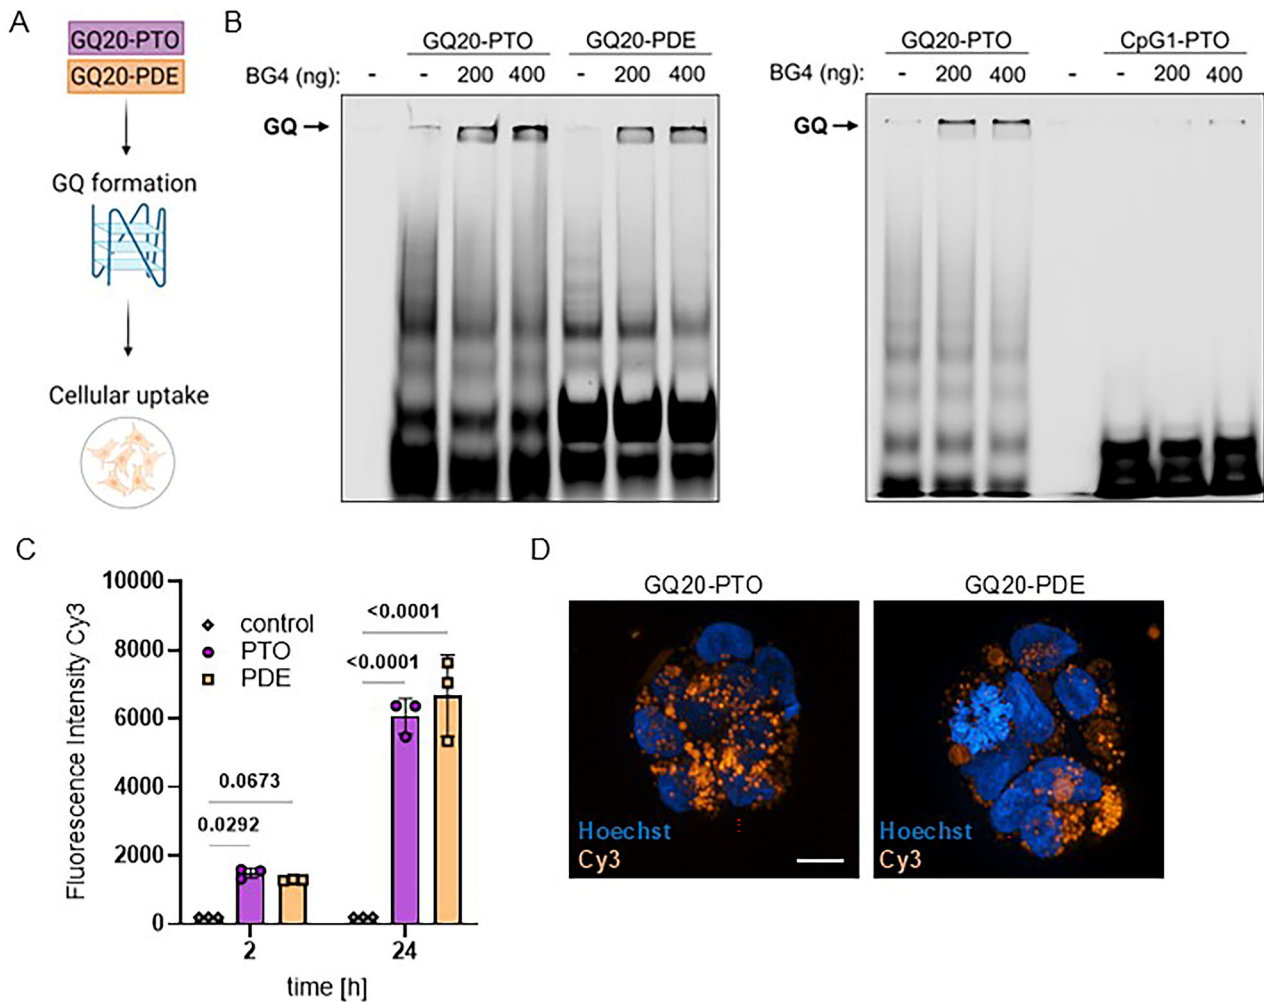 A
GQ20-PTO
GQ20-PDE
GQ formation
Cellular uptake
B
GQ20-PTO GQ20-PDE
BG4 (ng): - - 200 400 - 200 400
GQ
GQ20-PTO CpG1-PTO
BG4 (ng): - 200 400 - - 200 400
GQ
C
Fluorescence Intensity Cy3
10000
8000
6000
4000
2000
0
control
PTO
PDE
<0.0001
<0.0001
0.0673
0.0292
2 24
time [h]
D
GQ20-PTO GQ20-PDE
Hoechst
Cy3
Hoechst
Cy3